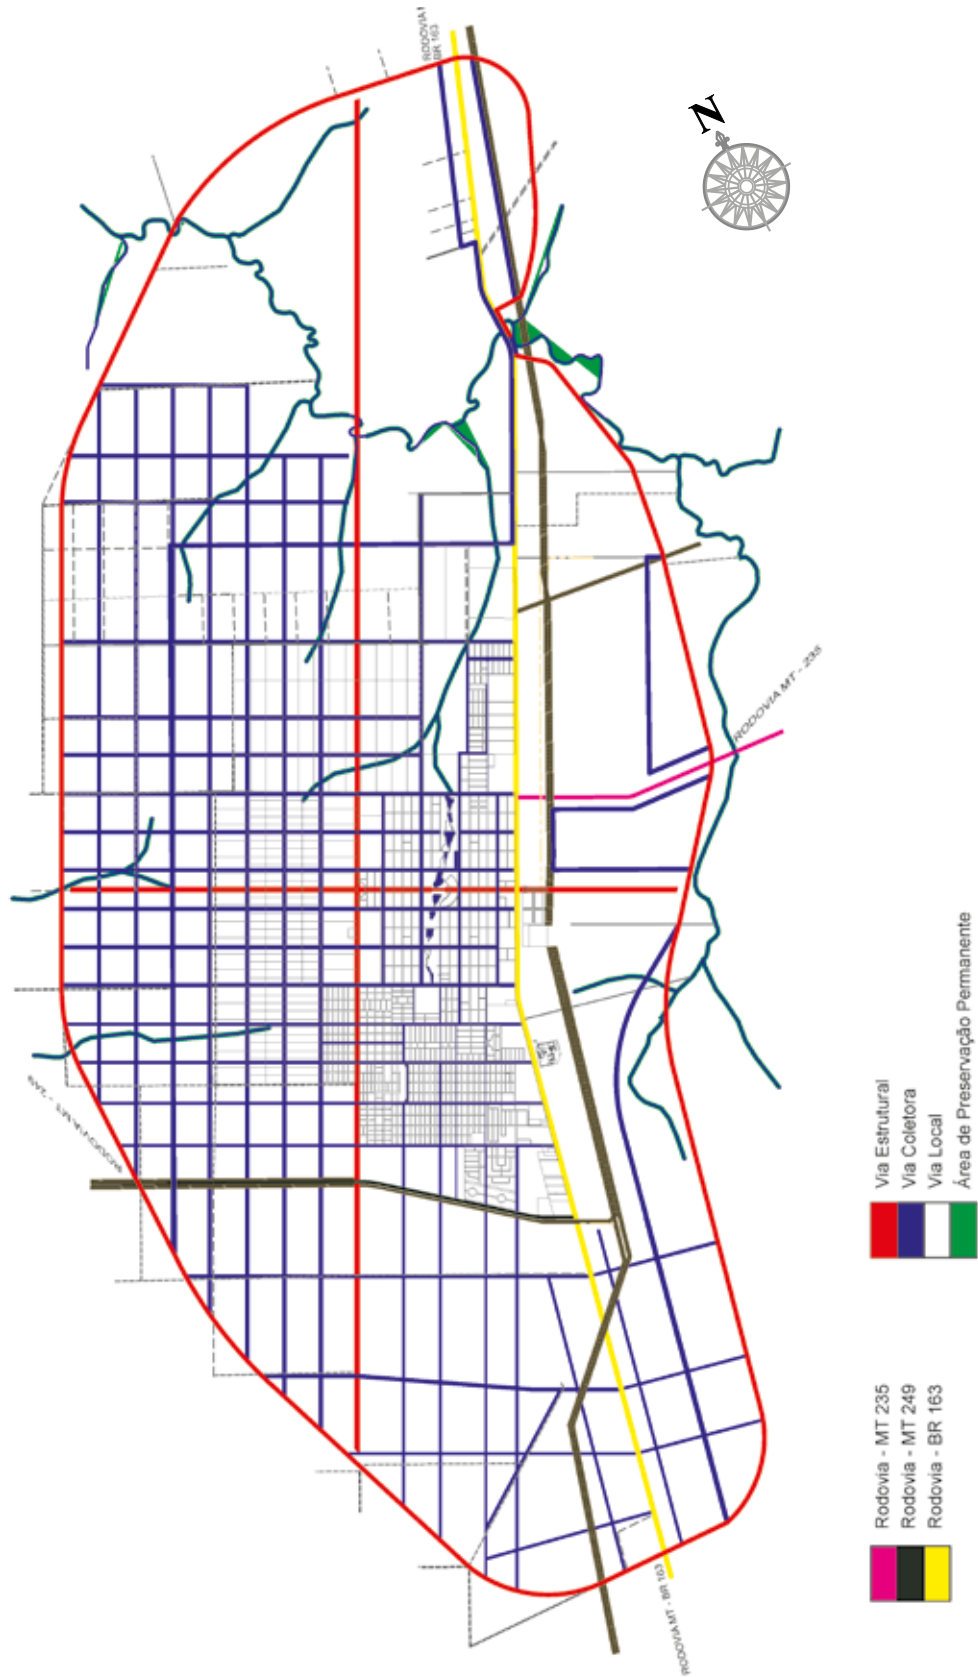 RODOVIA
BR 163
N
RODOVIA MT - 235
RODOVIA MT - 249
RODOVIA MT - BR 163
Via Estrutural
Via Coletora
Via Local
Área de Preservação Permanente
Rodovia - MT 235
Rodovia - MT 249
Rodovia - BR 163